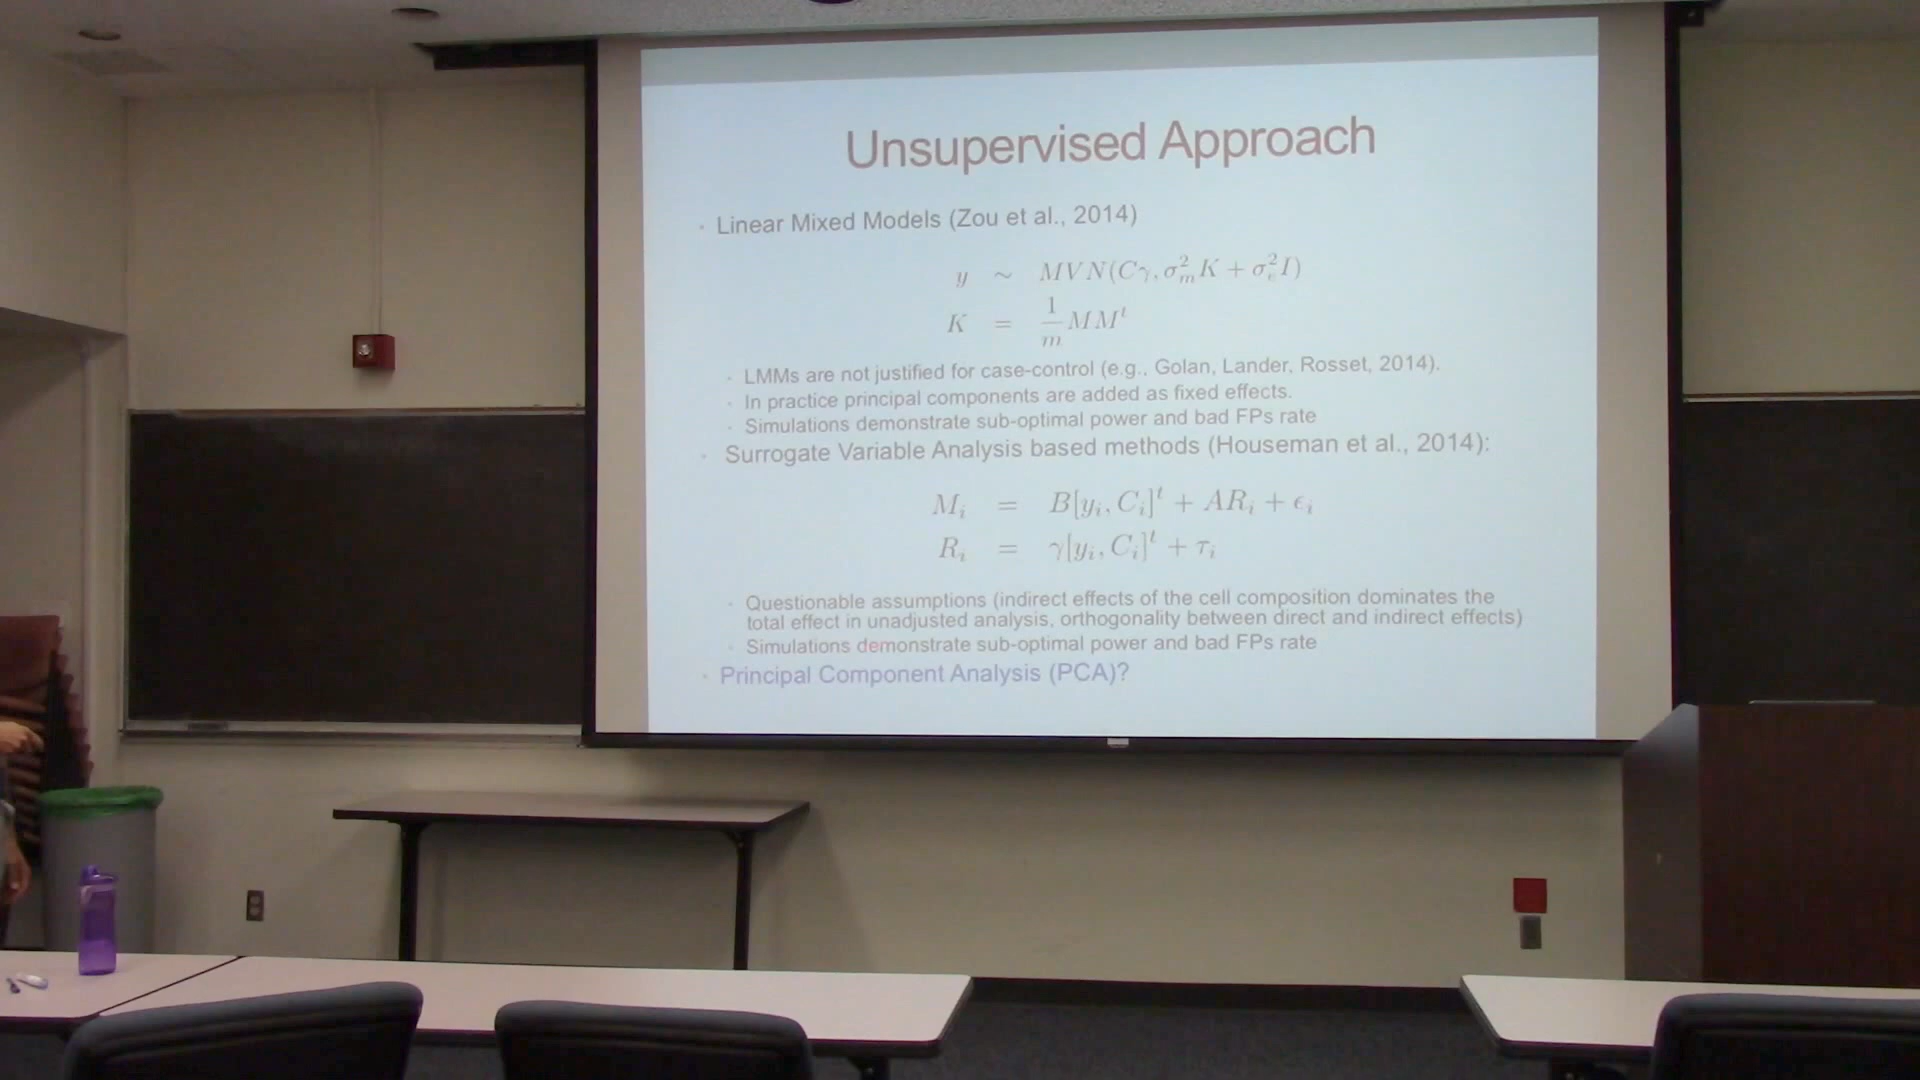 Unsupervised Approach
· Linear Mixed Models (Zou et al., 2014)
y ∼ MVN(Cγ, σ²ₘK + σ²ₑI)
K = 1/m MMᵗ
· LMMs are not justified for case-control (e.g., Golan, Lander, Rosset, 2014).
· In practice principal components are added as fixed effects.
· Simulations demonstrate sub-optimal power and bad FPs rate
· Surrogate Variable Analysis based methods (Houseman et al., 2014):
Mᵢ = B[yᵢ, Cᵢ]ᵗ + ARᵢ + ϵᵢ
Rᵢ = γ[yᵢ, Cᵢ]ᵗ + τᵢ
· Questionable assumptions (indirect effects of the cell composition dominates the
total effect in unadjusted analysis, orthogonality between direct and indirect effects)
· Simulations demonstrate sub-optimal power and bad FPs rate
· Principal Component Analysis (PCA)?